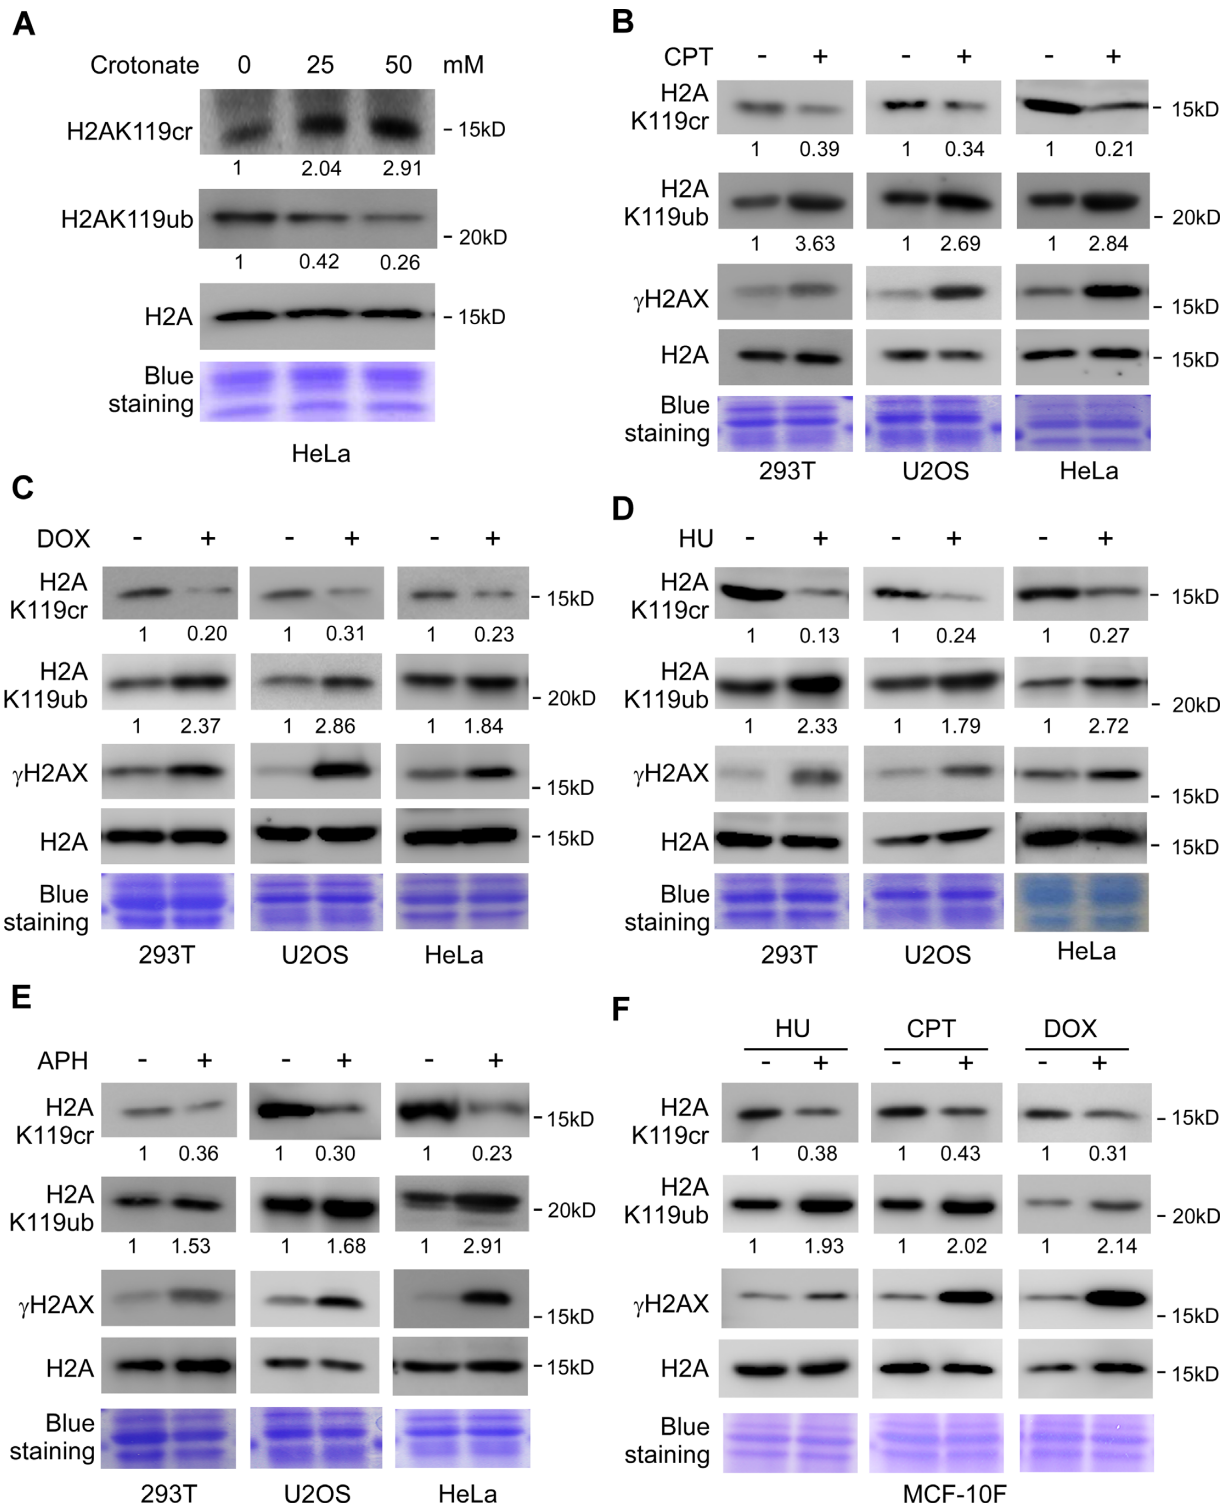 A
Crotonate 0 25 50 mM
H2AK119cr - 15kD
1 2.04 2.91
H2AK119ub - 20kD
1 0.42 0.26
H2A - 15kD
Blue
staining
HeLa
B
CPT - + - + - +
H2A
K119cr - 15kD
1 0.39 1 0.34 1 0.21
H2A
K119ub - 20kD
1 3.63 1 2.69 1 2.84
γH2AX - 15kD
H2A - 15kD
Blue
staining
293T U2OS HeLa
C
DOX - + - + - +
H2A
K119cr - 15kD
1 0.20 1 0.31 1 0.23
H2A
K119ub - 20kD
1 2.37 1 2.86 1 1.84
γH2AX - 15kD
H2A - 15kD
Blue
staining
293T U2OS HeLa
D
HU - + - + - +
H2A
K119cr - 15kD
1 0.13 1 0.24 1 0.27
H2A
K119ub - 20kD
1 2.33 1 1.79 1 2.72
γH2AX - 15kD
H2A - 15kD
Blue
staining
293T U2OS HeLa
E
APH - + - + - +
H2A
K119cr - 15kD
1 0.36 1 0.30 1 0.23
H2A
K119ub - 20kD
1 1.53 1 1.68 1 2.91
γH2AX - 15kD
H2A - 15kD
Blue
staining
293T U2OS HeLa
F
HU CPT DOX
- + - + - +
H2A
K119cr - 15kD
1 0.38 1 0.43 1 0.31
H2A
K119ub - 20kD
1 1.93 1 2.02 1 2.14
γH2AX - 15kD
H2A - 15kD
Blue
staining
MCF-10F